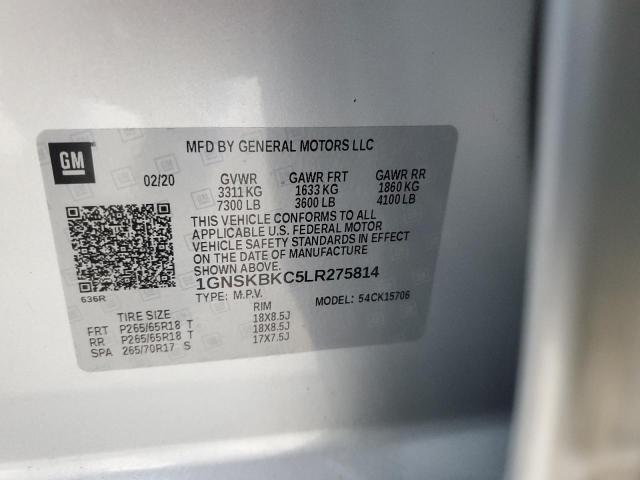 GM
MFD BY GENERAL MOTORS LLC
02/20 GVWR GAWR FRT GAWR RR
3311 KG 1633 KG 1860 KG
7300 LB 3600 LB 4100 LB
THIS VEHICLE CONFORMS TO ALL
APPLICABLE U.S. FEDERAL MOTOR
VEHICLE SAFETY STANDARDS IN EFFECT
ON THE DATE OF MANUFACTURE
SHOWN ABOVE.
636R
1GNSKBKC5LR275814
TYPE: M.P.V. MODEL: 54CK15706
TIRE SIZE RIM
FRT P265/65R18 T 18X8.5J
RR P265/65R18 T 18X8.5J
SPA 265/70R17 S 17X7.5J